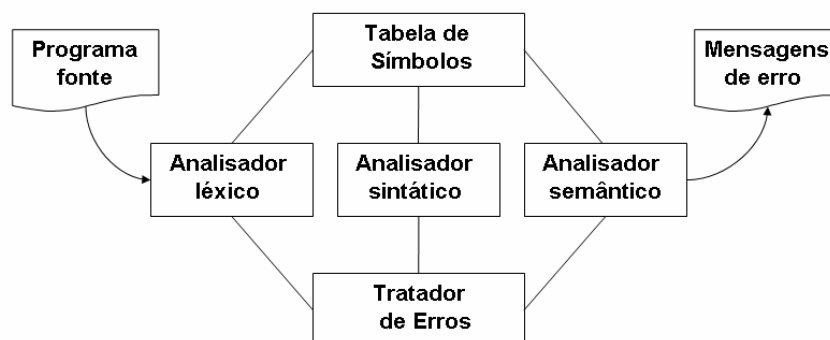 Programa
fonte
Tabela de
Símbolos
Mensagens
de erro
Analisador
léxico
Analisador
sintático
Analisador
semântico
Tratador
de Erros